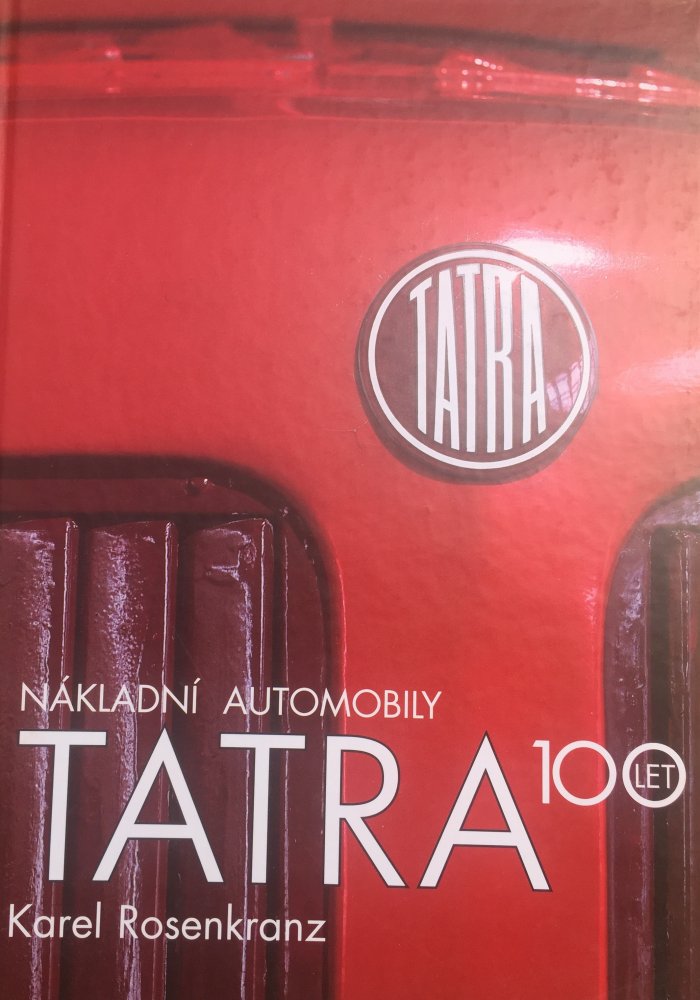 TATRA
NÁKLADNÍ AUTOMOBILY
TATRA 100 LET
Karel Rosenkranz